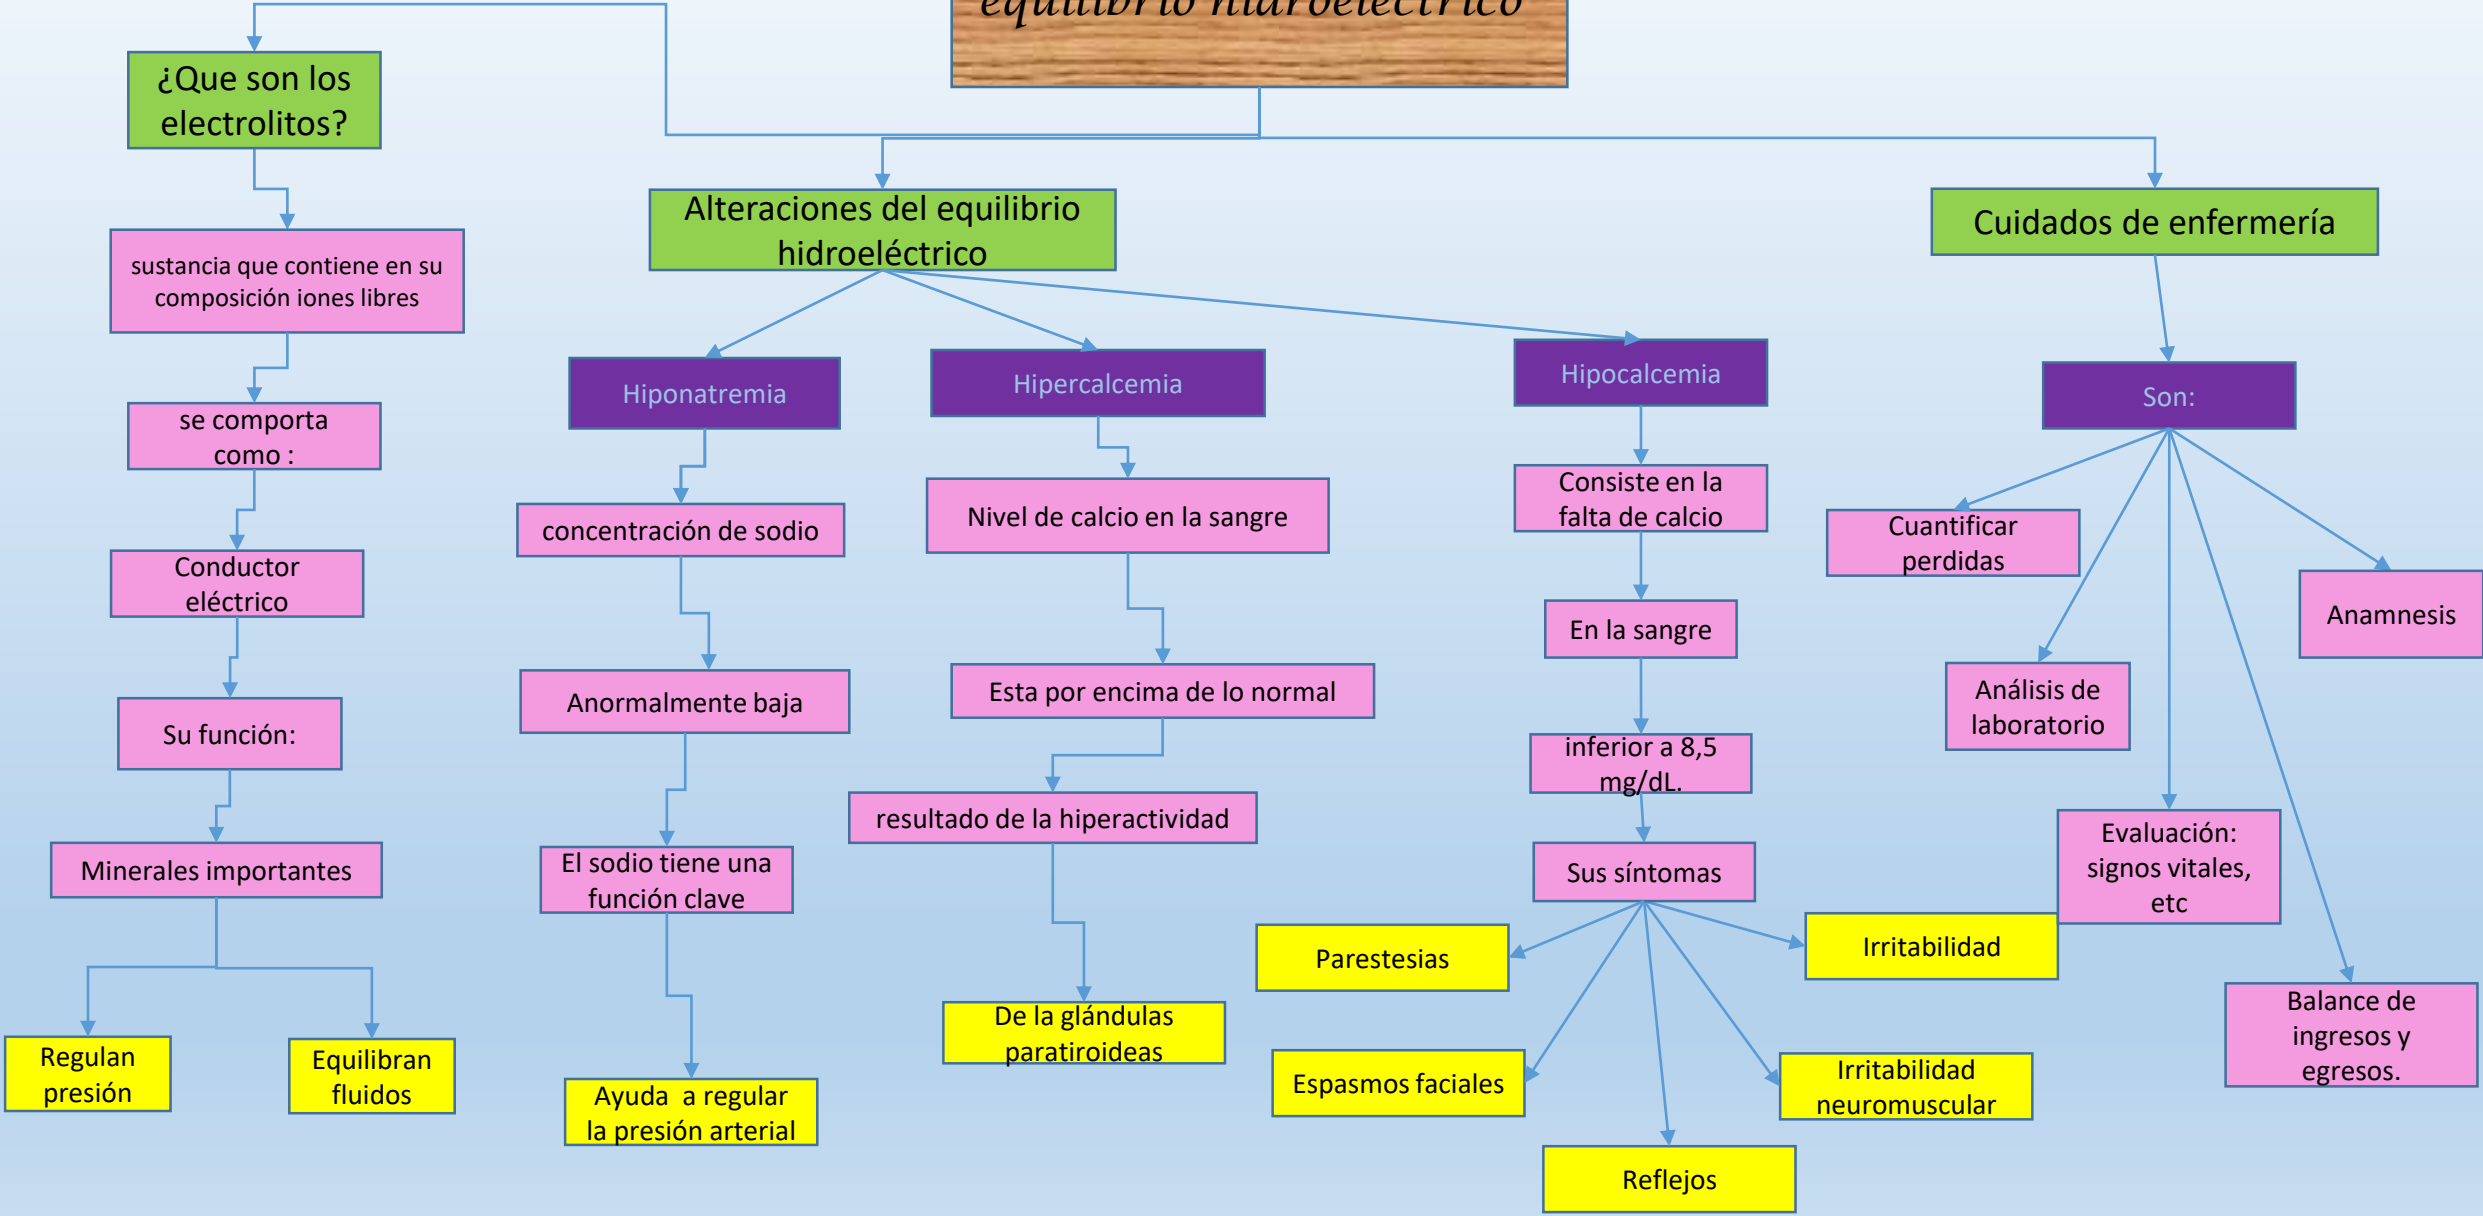 equilibrio hidroeléctrico
¿Que son los
electrolitos?
sustancia que contiene en su
composición iones libres
se comporta
como :
Conductor
eléctrico
Su función:
Minerales importantes
Regulan
presión
Equilibran
fluidos
Alteraciones del equilibrio
hidroeléctrico
Hiponatremia
concentración de sodio
Anormalmente baja
El sodio tiene una
función clave
Ayuda  a regular
la presión arterial
Hipercalcemia
Nivel de calcio en la sangre
Esta por encima de lo normal
resultado de la hiperactividad
De la glándulas
paratiroideas
Hipocalcemia
Consiste en la
falta de calcio
En la sangre
inferior a 8,5
mg/dL.
Sus síntomas
Parestesias
Espasmos faciales
Reflejos
Irritabilidad
neuromuscular
Irritabilidad
Cuidados de enfermería
Son:
Cuantificar
perdidas
Análisis de
laboratorio
Evaluación:
signos vitales,
etc
Balance de
ingresos y
egresos.
Anamnesis